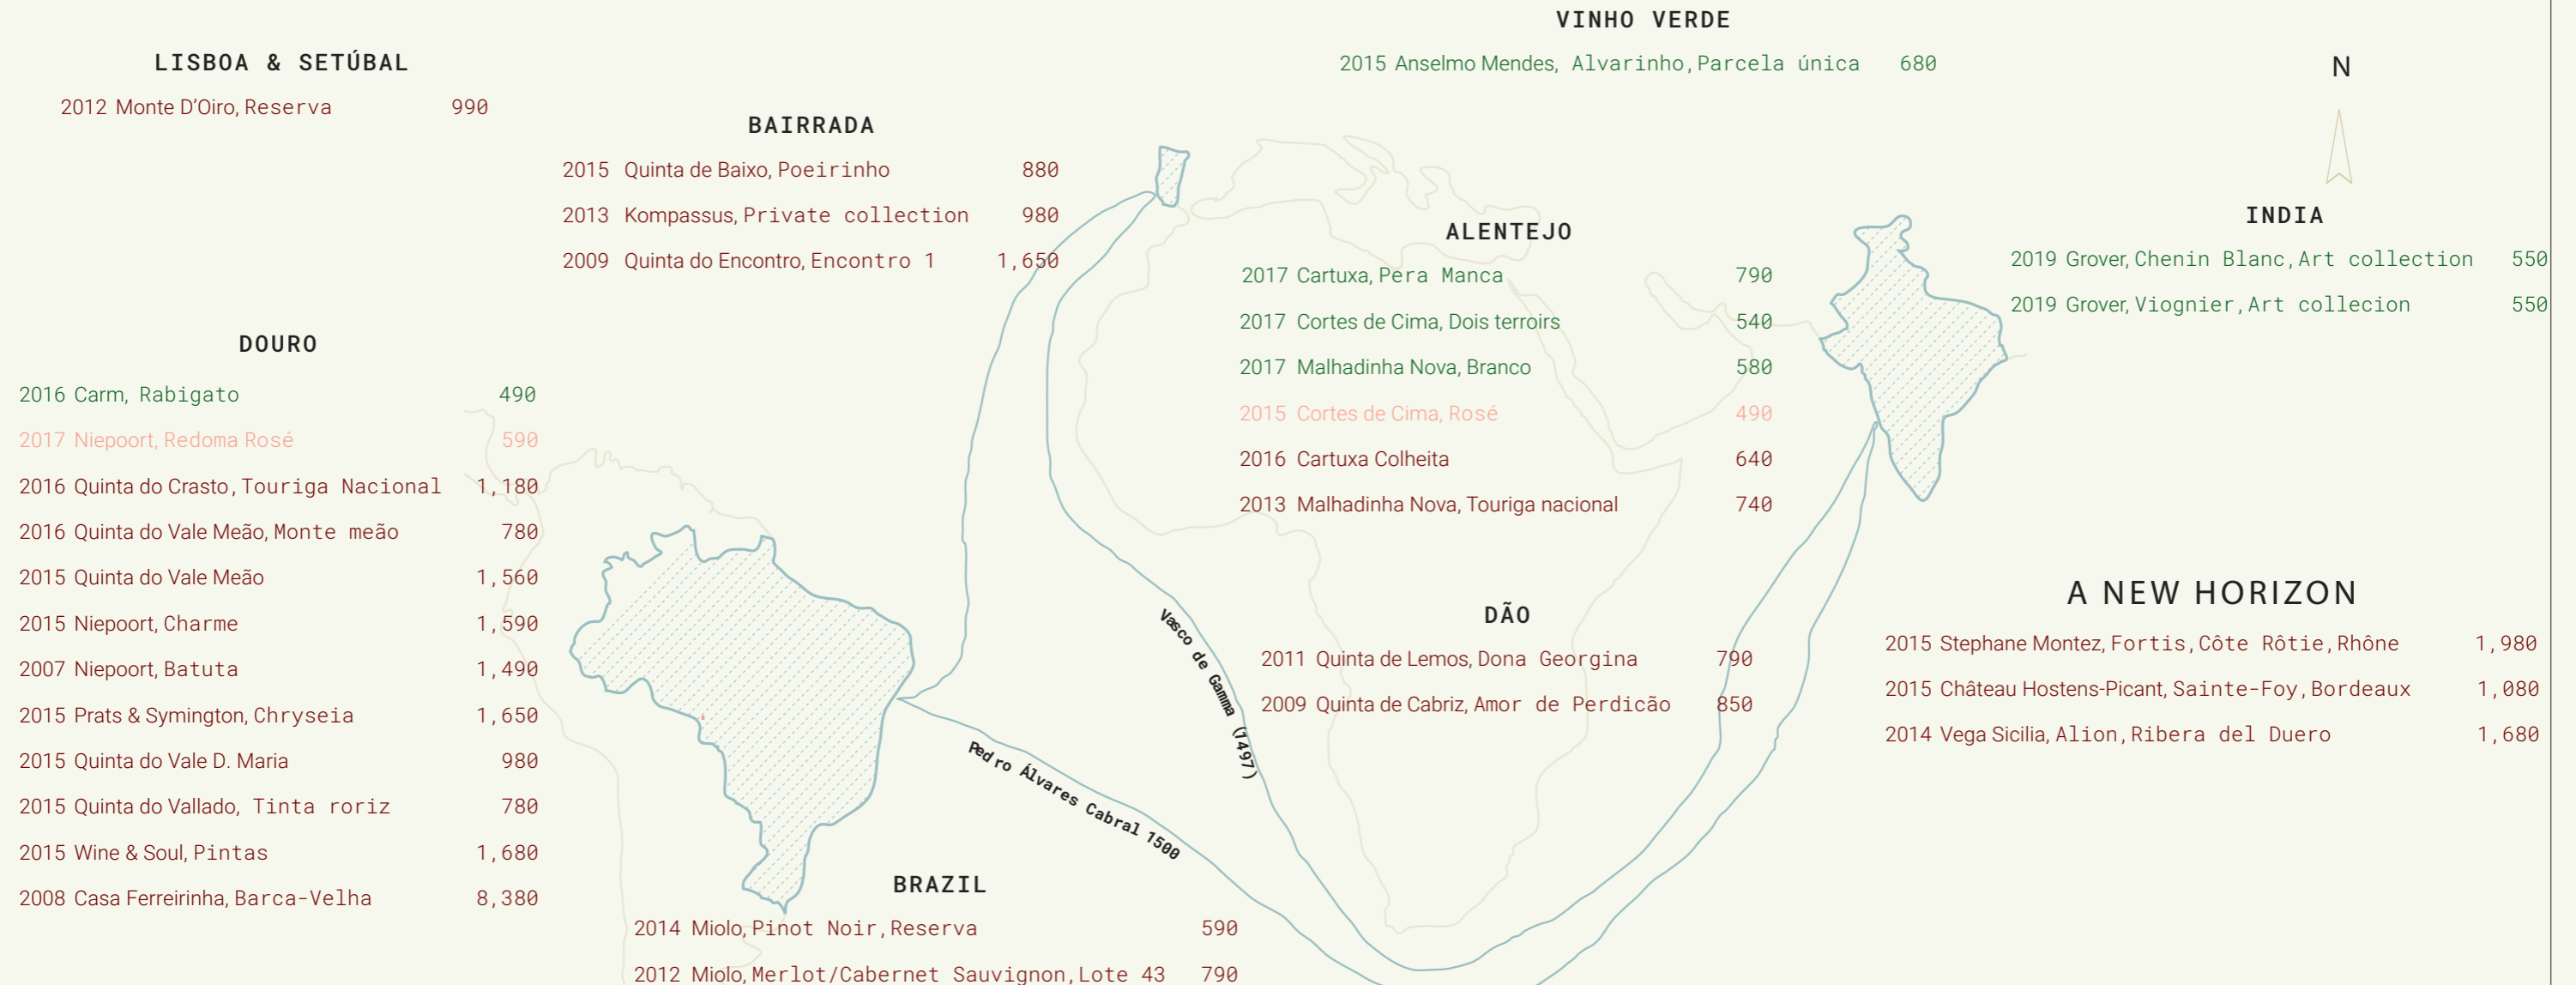 VINHO VERDE
2015 Anselmo Mendes, Alvarinho, Parcela única 680
LISBOA & SETÚBAL
2012 Monte D'Oiro, Reserva 990
N
BAIRRADA
2015 Quinta de Baixo, Poeirinho 880
2013 Kompassus, Private collection 980
2009 Quinta do Encontro, Encontro 1 1,650
ALENTEJO
2017 Cartuxa, Pera Manca 790
2017 Cortes de Cima, Dois terroirs 540
2017 Malhadinha Nova, Branco 580
2015 Cortes de Cima, Rosé 490
2016 Cartuxa Colheita 640
2013 Malhadinha Nova, Touriga nacional 740
INDIA
2019 Grover, Chenin Blanc, Art collection 550
2019 Grover, Viognier, Art collecion 550
DOURO
2016 Carm, Rabigato 490
2017 Niepoort, Redoma Rosé 590
2016 Quinta do Crasto, Touriga Nacional 1,180
2016 Quinta do Vale Meão, Monte meão 780
2015 Quinta do Vale Meão 1,560
2015 Niepoort, Charme 1,590
2007 Niepoort, Batuta 1,490
2015 Prats & Symington, Chryseia 1,650
2015 Quinta do Vale D. Maria 980
2015 Quinta do Vallado, Tinta roriz 780
2015 Wine & Soul, Pintas 1,680
2008 Casa Ferreirinha, Barca-Velha 8,380
Vasco de Gamma (1497)
Pedro Álvares Cabral 1500
DÃO
2011 Quinta de Lemos, Dona Georgina 790
2009 Quinta de Cabriz, Amor de Perdicão 850
A NEW HORIZON
2015 Stephane Montez, Fortis, Côte Rôtie, Rhône 1,980
2015 Château Hostens-Picant, Sainte-Foy, Bordeaux 1,080
2014 Vega Sicilia, Alion, Ribera del Duero 1,680
BRAZIL
2014 Miolo, Pinot Noir, Reserva 590
2012 Miolo, Merlot/Cabernet Sauvignon, Lote 43 790